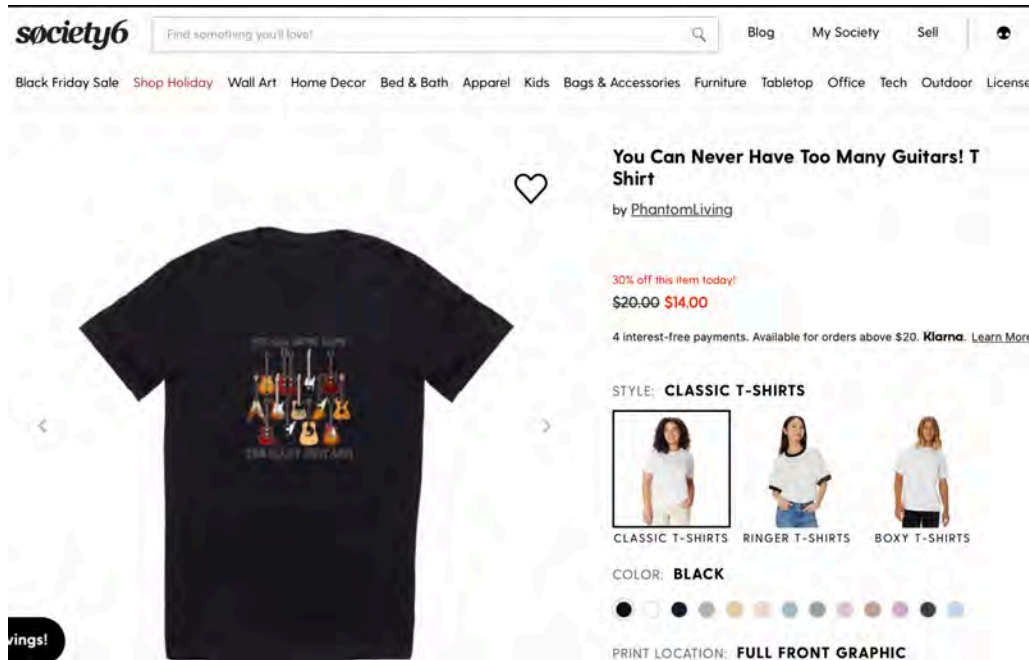 søciety6
Find something you'll love!
Blog My Society Sell
Black Friday Sale Shop Holiday Wall Art Home Decor Bed & Bath Apparel Kids Bags & Accessories Furniture Tabletop Office Tech Outdoor License
You Can Never Have Too Many Guitars! T
Shirt
by PhantomLiving
30% off this item today!
$20.00 $14.00
4 interest-free payments. Available for orders above $20. Klarna. Learn More
STYLE: CLASSIC T-SHIRTS
CLASSIC T-SHIRTS RINGER T-SHIRTS BOXY T-SHIRTS
COLOR: BLACK
vings!
PRINT LOCATION: FULL FRONT GRAPHIC